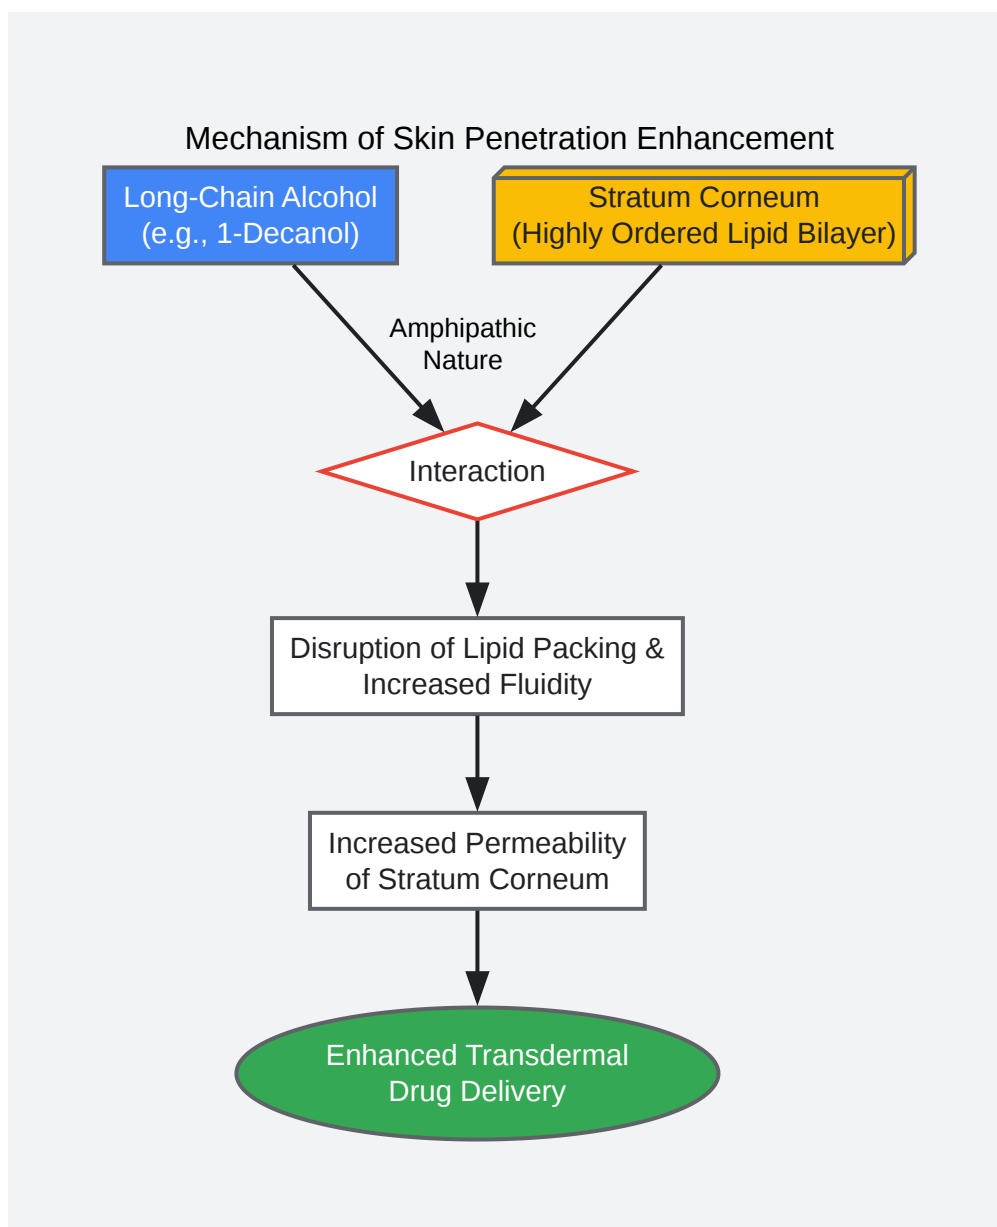 Mechanism of Skin Penetration Enhancement
Long-Chain Alcohol
(e.g., 1-Decanol)
Stratum Corneum
(Highly Ordered Lipid Bilayer)
Amphipathic
Nature
Interaction
Disruption of Lipid Packing &
Increased Fluidity
Increased Permeability
of Stratum Corneum
Enhanced Transdermal
Drug Delivery